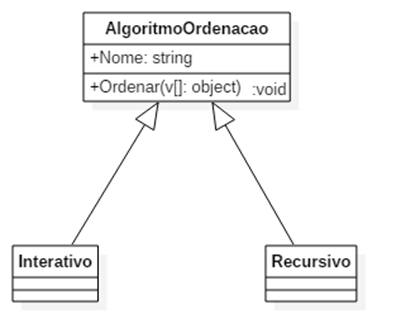 AlgoritmoOrdenacao
+Nome: string
+Ordenar(v[]: object) :void
Interativo
Recursivo